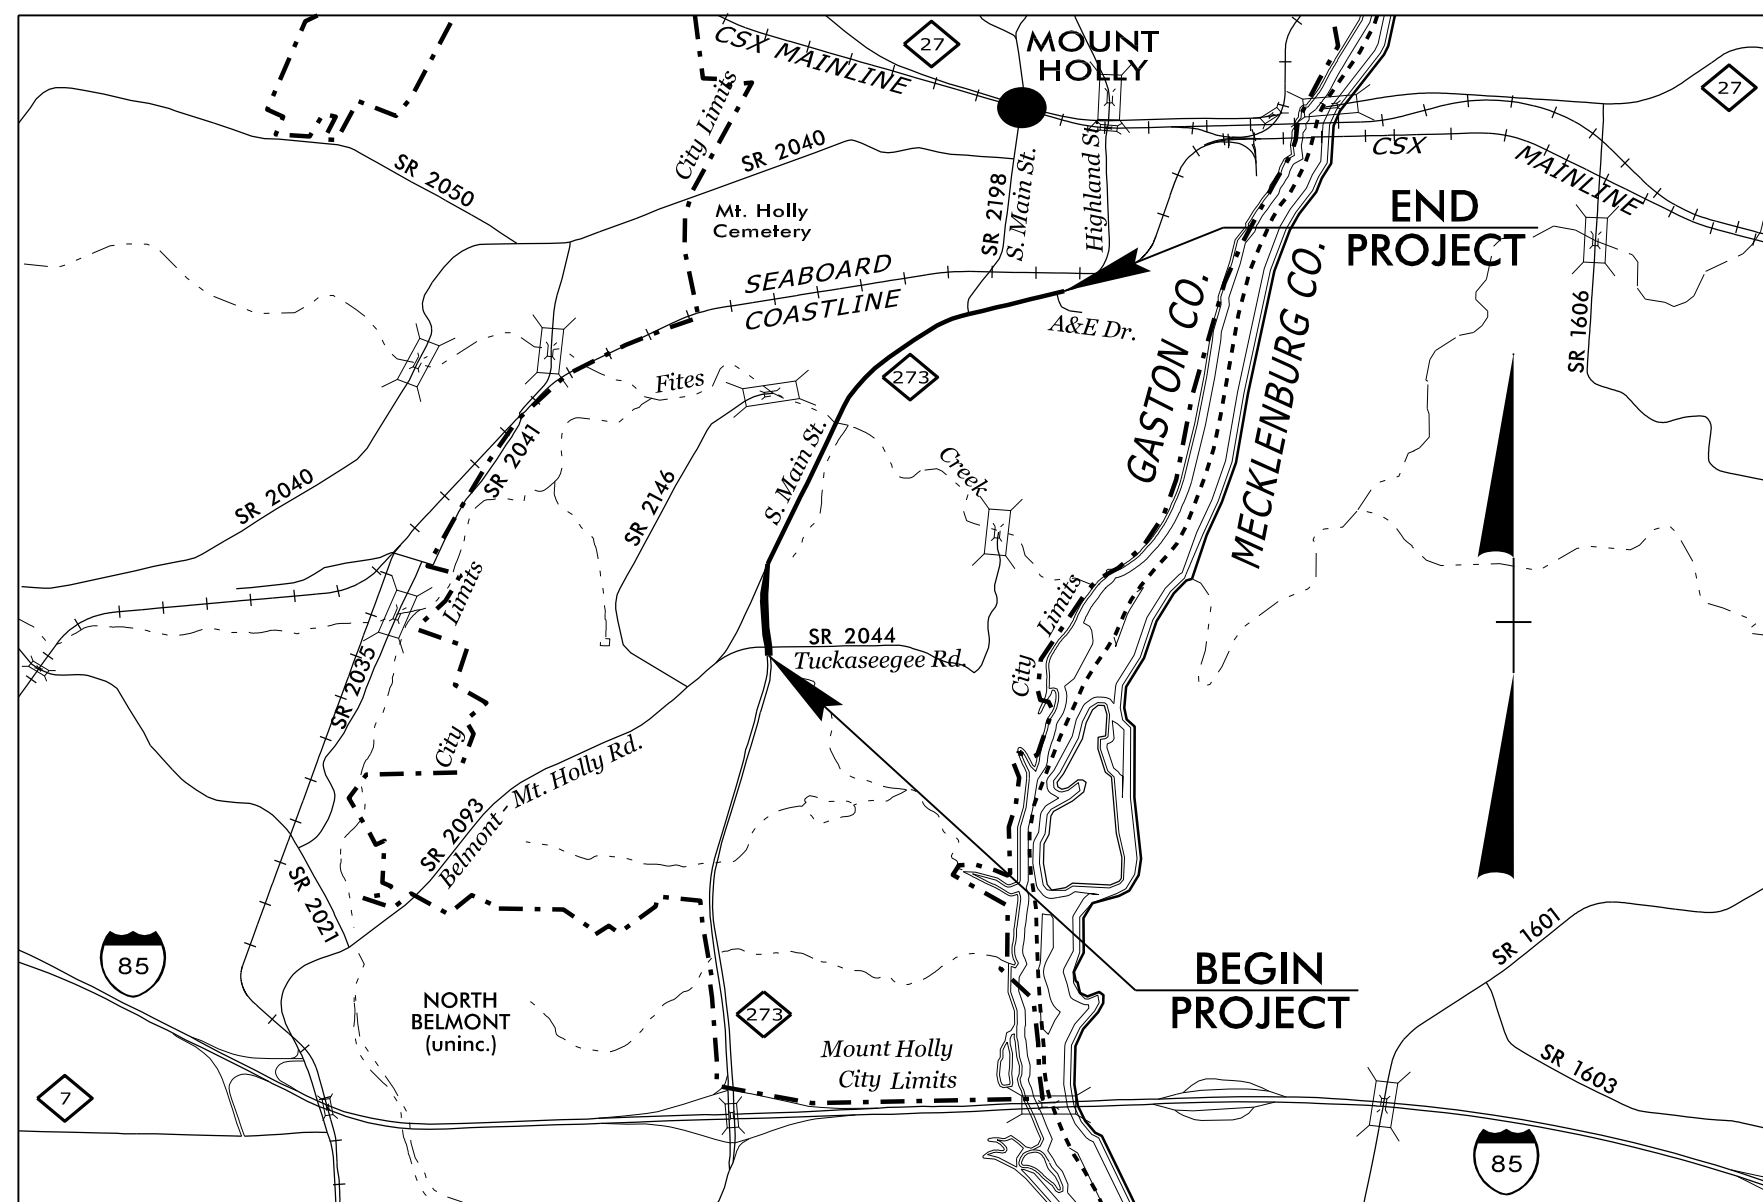 27
MOUNT
HOLLY
CSX MAINLINE
27
City Limits
SR 2040
SR 2050
CSX
MAINLINE
Mt. Holly
Cemetery
SR 2198
S. Main St.
Highland St.
END
PROJECT
SEABOARD
COASTLINE
A&E Dr.
GASTON CO.
MECKLENBURG CO.
SR 1606
273
Fites
Creek
S. Main St.
SR 2041
SR 2146
SR 2040
Limits
City
SR 2035
SR 2044
Tuckaseegee Rd.
City
Limits
SR 2093
Belmont - Mt. Holly Rd.
SR 2021
85
NORTH
BELMONT
(uninc.)
273
BEGIN
PROJECT
SR 1601
Mount Holly
City Limits
SR 1603
7
85